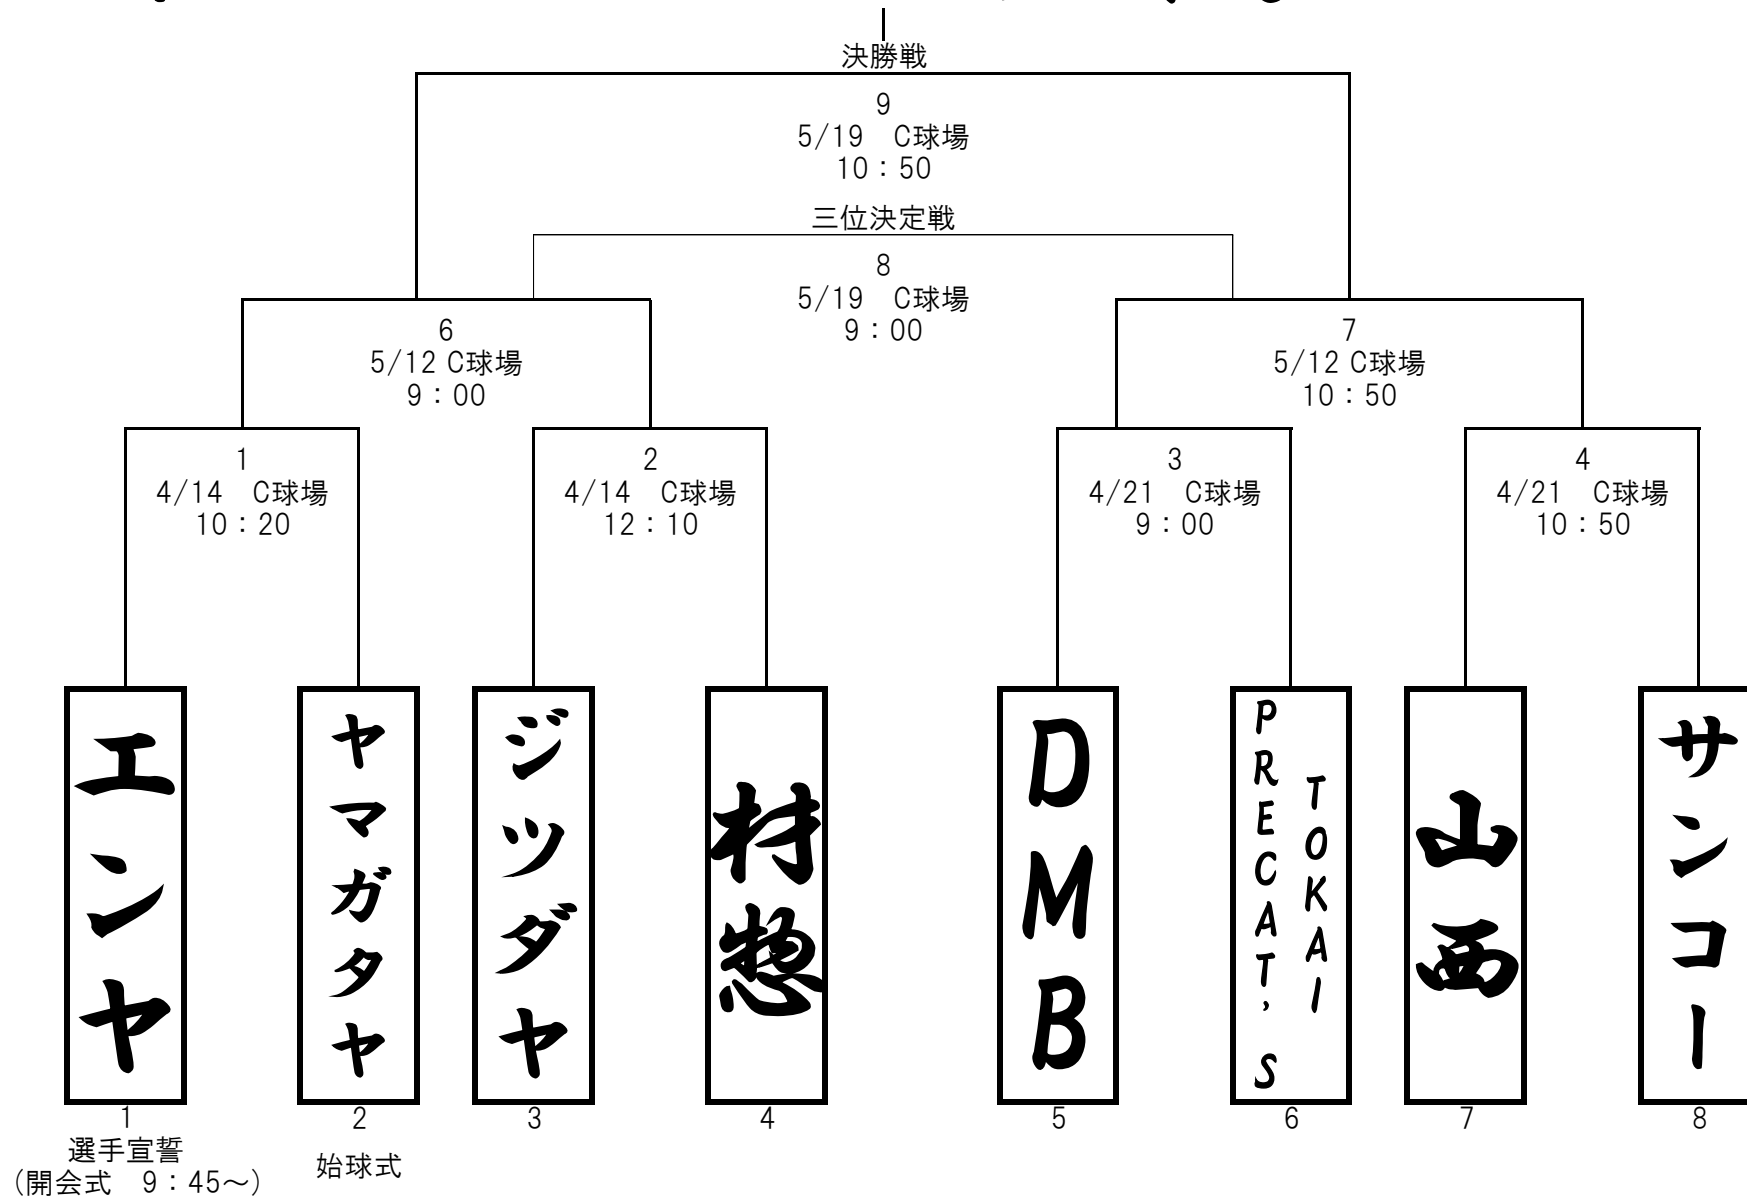 決勝戦
9
5/19　C球場
10：50
三位決定戦
8
5/19　C球場
9：00
6
5/12 C球場
9：00
7
5/12 C球場
10：50
1
4/14　C球場
10：20
2
4/14　C球場
12：10
3
4/21　C球場
9：00
4
4/21　C球場
10：50
エンヤ
ヤマガタヤ
ジツダヤ
材惣
DMB
TOKAI
PRECAT’S
山西
サンコー
1
2
3
4
5
6
7
8
選手宣誓
（開会式　9：45～）
始球式